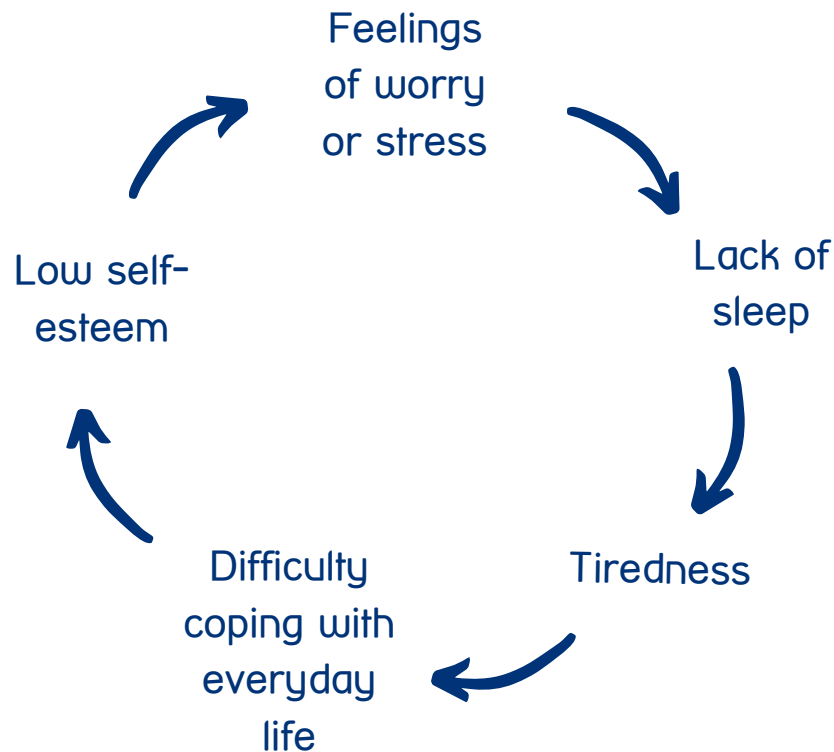 Feelings
of worry
or stress
Lack of
sleep
Tiredness
Difficulty
coping with
everyday
life
Low self-
esteem